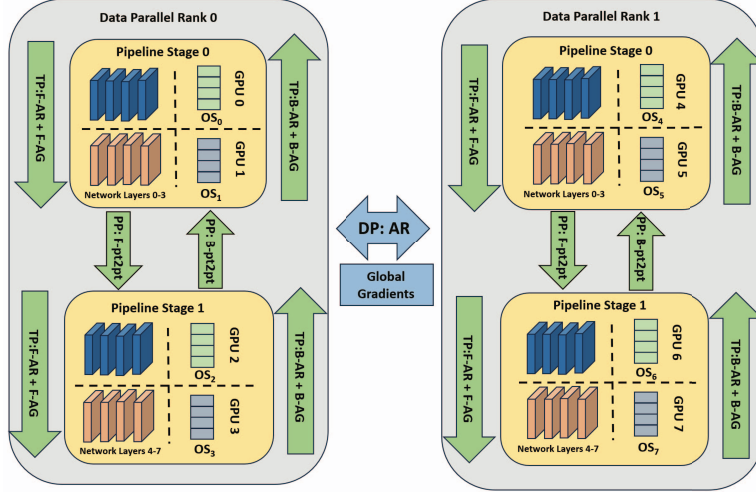 Data Parallel Rank 0
TP:F-AR + F-AG
Pipeline Stage 0
GPU 0
OS0
GPU 1
OS1
Network Layers 0-3
TP:B-AR + B-AG
PP: F-pt2pt
PP: B-pt2pt
TP:F-AR + F-AG
Pipeline Stage 1
GPU 2
OS2
GPU 3
OS3
Network Layers 4-7
TP:B-AR + B-AG
DP: AR
Global
Gradients
Data Parallel Rank 1
TP:F-AR + F-AG
Pipeline Stage 0
GPU 4
OS4
GPU 5
OS5
Network Layers 0-3
TP:B-AR + B-AG
PP: F-pt2pt
PP: B-pt2pt
TP:F-AR + F-AG
Pipeline Stage 1
GPU 6
OS6
GPU 7
OS7
Network Layers 4-7
TP:B-AR + B-AG